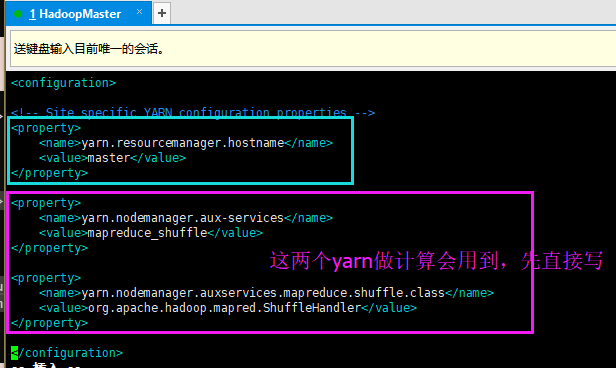 1 HadoopMaster
× +
送键盘输入目前唯一的会话。
<configuration>
<!-- Site specific YARN configuration properties -->
<property>
<name>yarn.resourcemanager.hostname</name>
<value>master</value>
</property>
<property>
<name>yarn.nodemanager.aux-services</name>
<value>mapreduce_shuffle</value>
</property>
这两个yarn做计算会用到，先直接写
<property>
<name>yarn.nodemanager.auxservices.mapreduce.shuffle.class</name>
<value>org.apache.hadoop.mapred.ShuffleHandler</value>
</property>
</configuration>
-- 插入 --